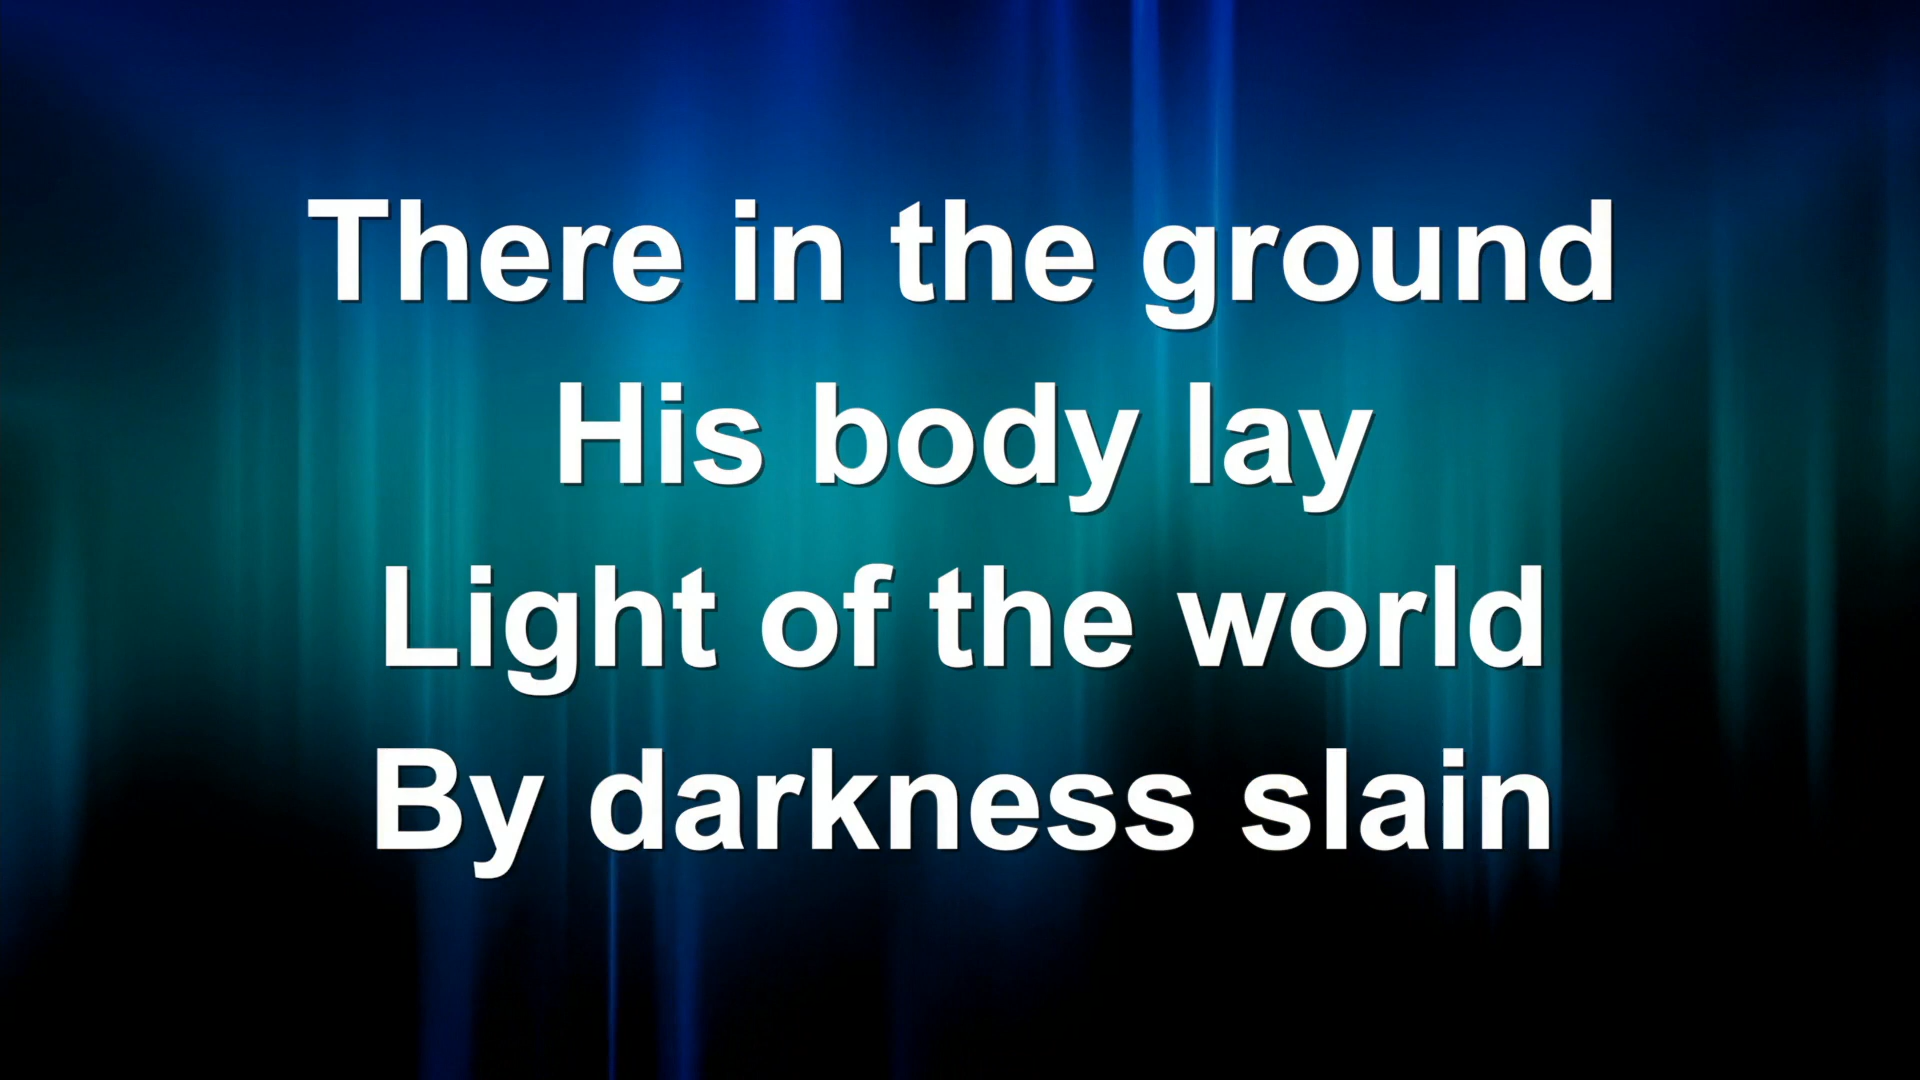 There in the ground
His body lay
Light of the world
By darkness slain